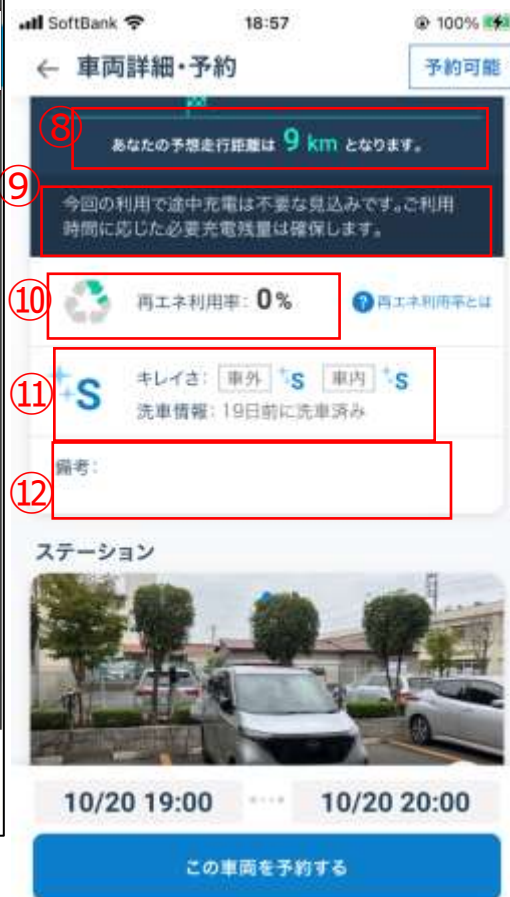 SoftBank 18:57 100%
← 車両詳細・予約 予約可能
⑧
あなたの予想走行距離は 9 km となります。
⑨
今回の利用で途中充電は不要な見込みです。ご利用
時間に応じた必要充電残量は確保します。
⑩
再エネ利用率: 0% ?再エネ利用率とは
⑪
S キレイさ: 車外 S 車内 S
洗車情報: 19日前に洗車済み
⑫
備考:
ステーション
10/20 19:00 10/20 20:00
この車両を予約する